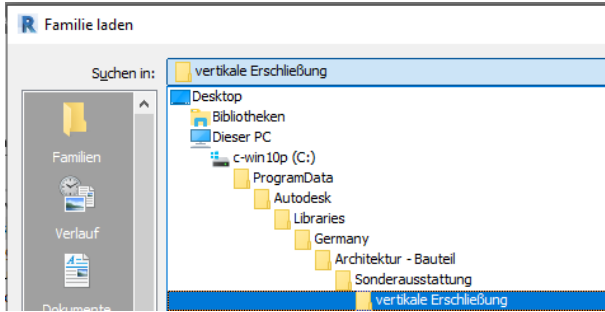 R Familie laden
Suchen in: vertikale Erschließung
Desktop
Bibliotheken
Dieser PC
c-win10p (C:)
ProgramData
Autodesk
Libraries
Germany
Architektur - Bauteil
Sonderausstattung
vertikale Erschließung
Familien
Verlauf
Dokumente